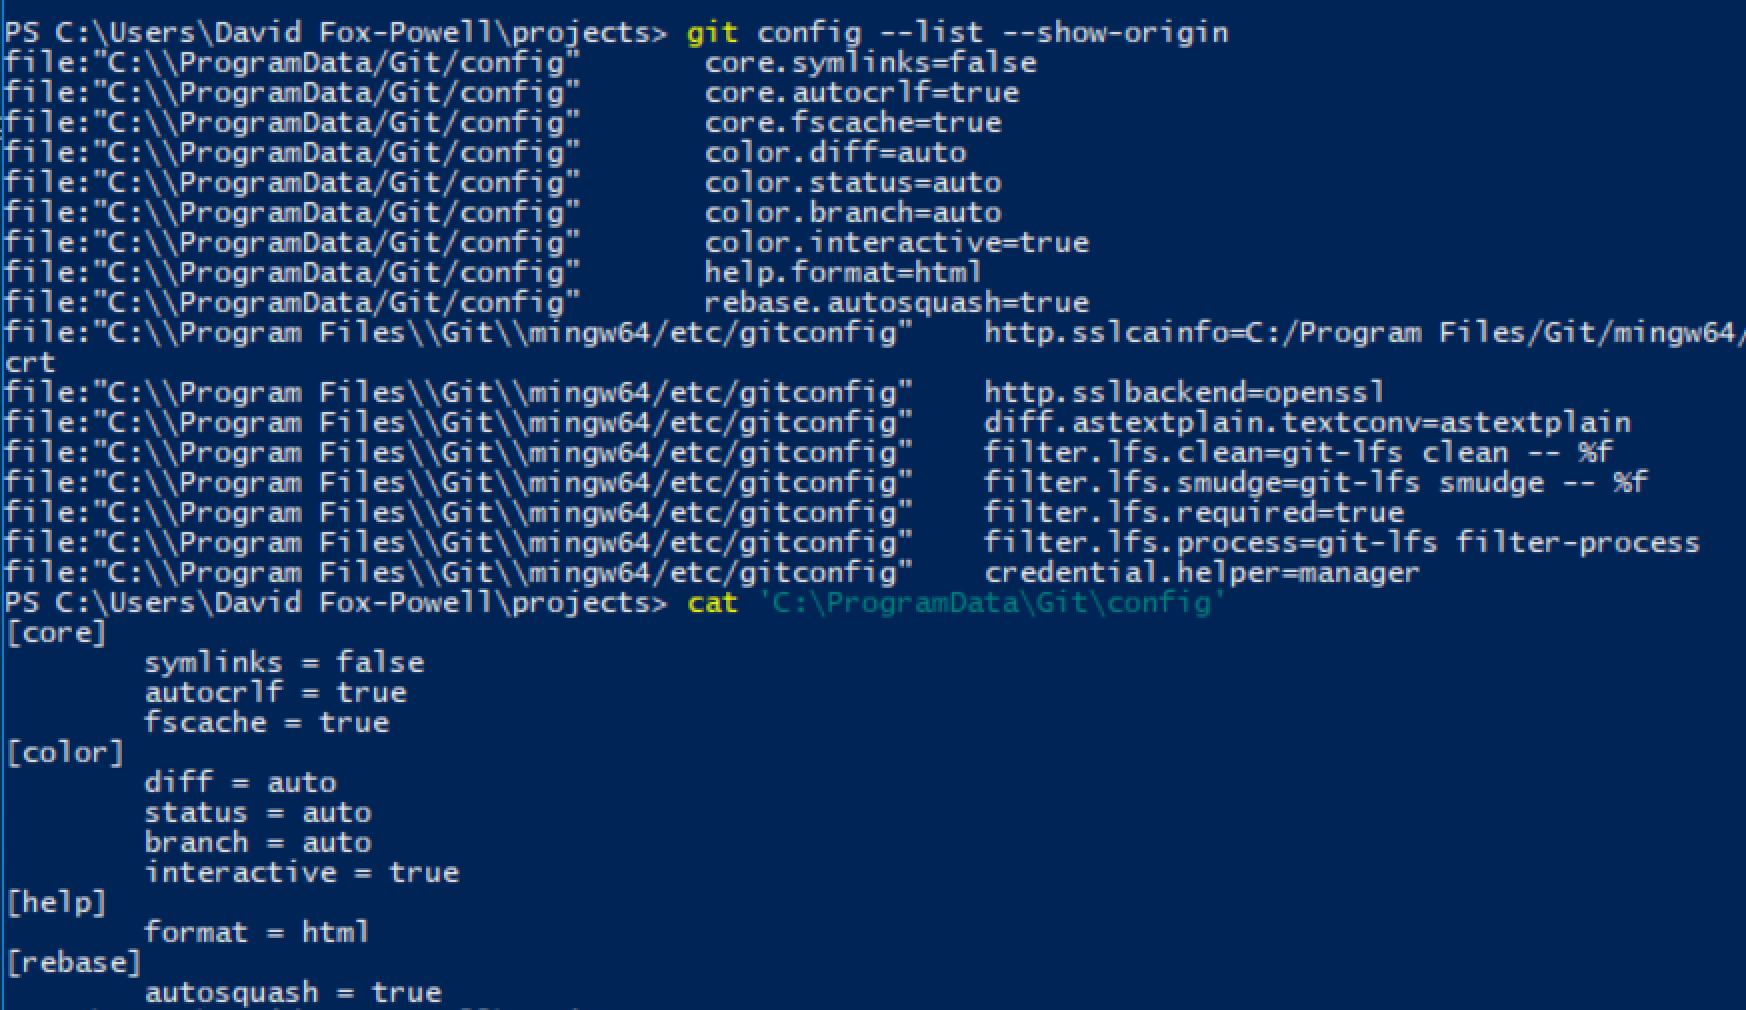 PS C:\Users\David Fox-Powell\projects> git config --list --show-origin
file:"C:\\ProgramData/Git/config"       core.symlinks=false
file:"C:\\ProgramData/Git/config"       core.autocrlf=true
file:"C:\\ProgramData/Git/config"       core.fscache=true
file:"C:\\ProgramData/Git/config"       color.diff=auto
file:"C:\\ProgramData/Git/config"       color.status=auto
file:"C:\\ProgramData/Git/config"       color.branch=auto
file:"C:\\ProgramData/Git/config"       color.interactive=true
file:"C:\\ProgramData/Git/config"       help.format=html
file:"C:\\ProgramData/Git/config"       rebase.autosquash=true
file:"C:\\Program Files\\Git\\mingw64/etc/gitconfig"    http.sslcainfo=C:/Program Files/Git/mingw64/
crt
file:"C:\\Program Files\\Git\\mingw64/etc/gitconfig"    http.sslbackend=openssl
file:"C:\\Program Files\\Git\\mingw64/etc/gitconfig"    diff.astextplain.textconv=astextplain
file:"C:\\Program Files\\Git\\mingw64/etc/gitconfig"    filter.lfs.clean=git-lfs clean -- %f
file:"C:\\Program Files\\Git\\mingw64/etc/gitconfig"    filter.lfs.smudge=git-lfs smudge -- %f
file:"C:\\Program Files\\Git\\mingw64/etc/gitconfig"    filter.lfs.required=true
file:"C:\\Program Files\\Git\\mingw64/etc/gitconfig"    filter.lfs.process=git-lfs filter-process
file:"C:\\Program Files\\Git\\mingw64/etc/gitconfig"    credential.helper=manager
PS C:\Users\David Fox-Powell\projects> cat 'C:\ProgramData\Git\config'
[core]
        symlinks = false
        autocrlf = true
        fscache = true
[color]
        diff = auto
        status = auto
        branch = auto
        interactive = true
[help]
        format = html
[rebase]
        autosquash = true